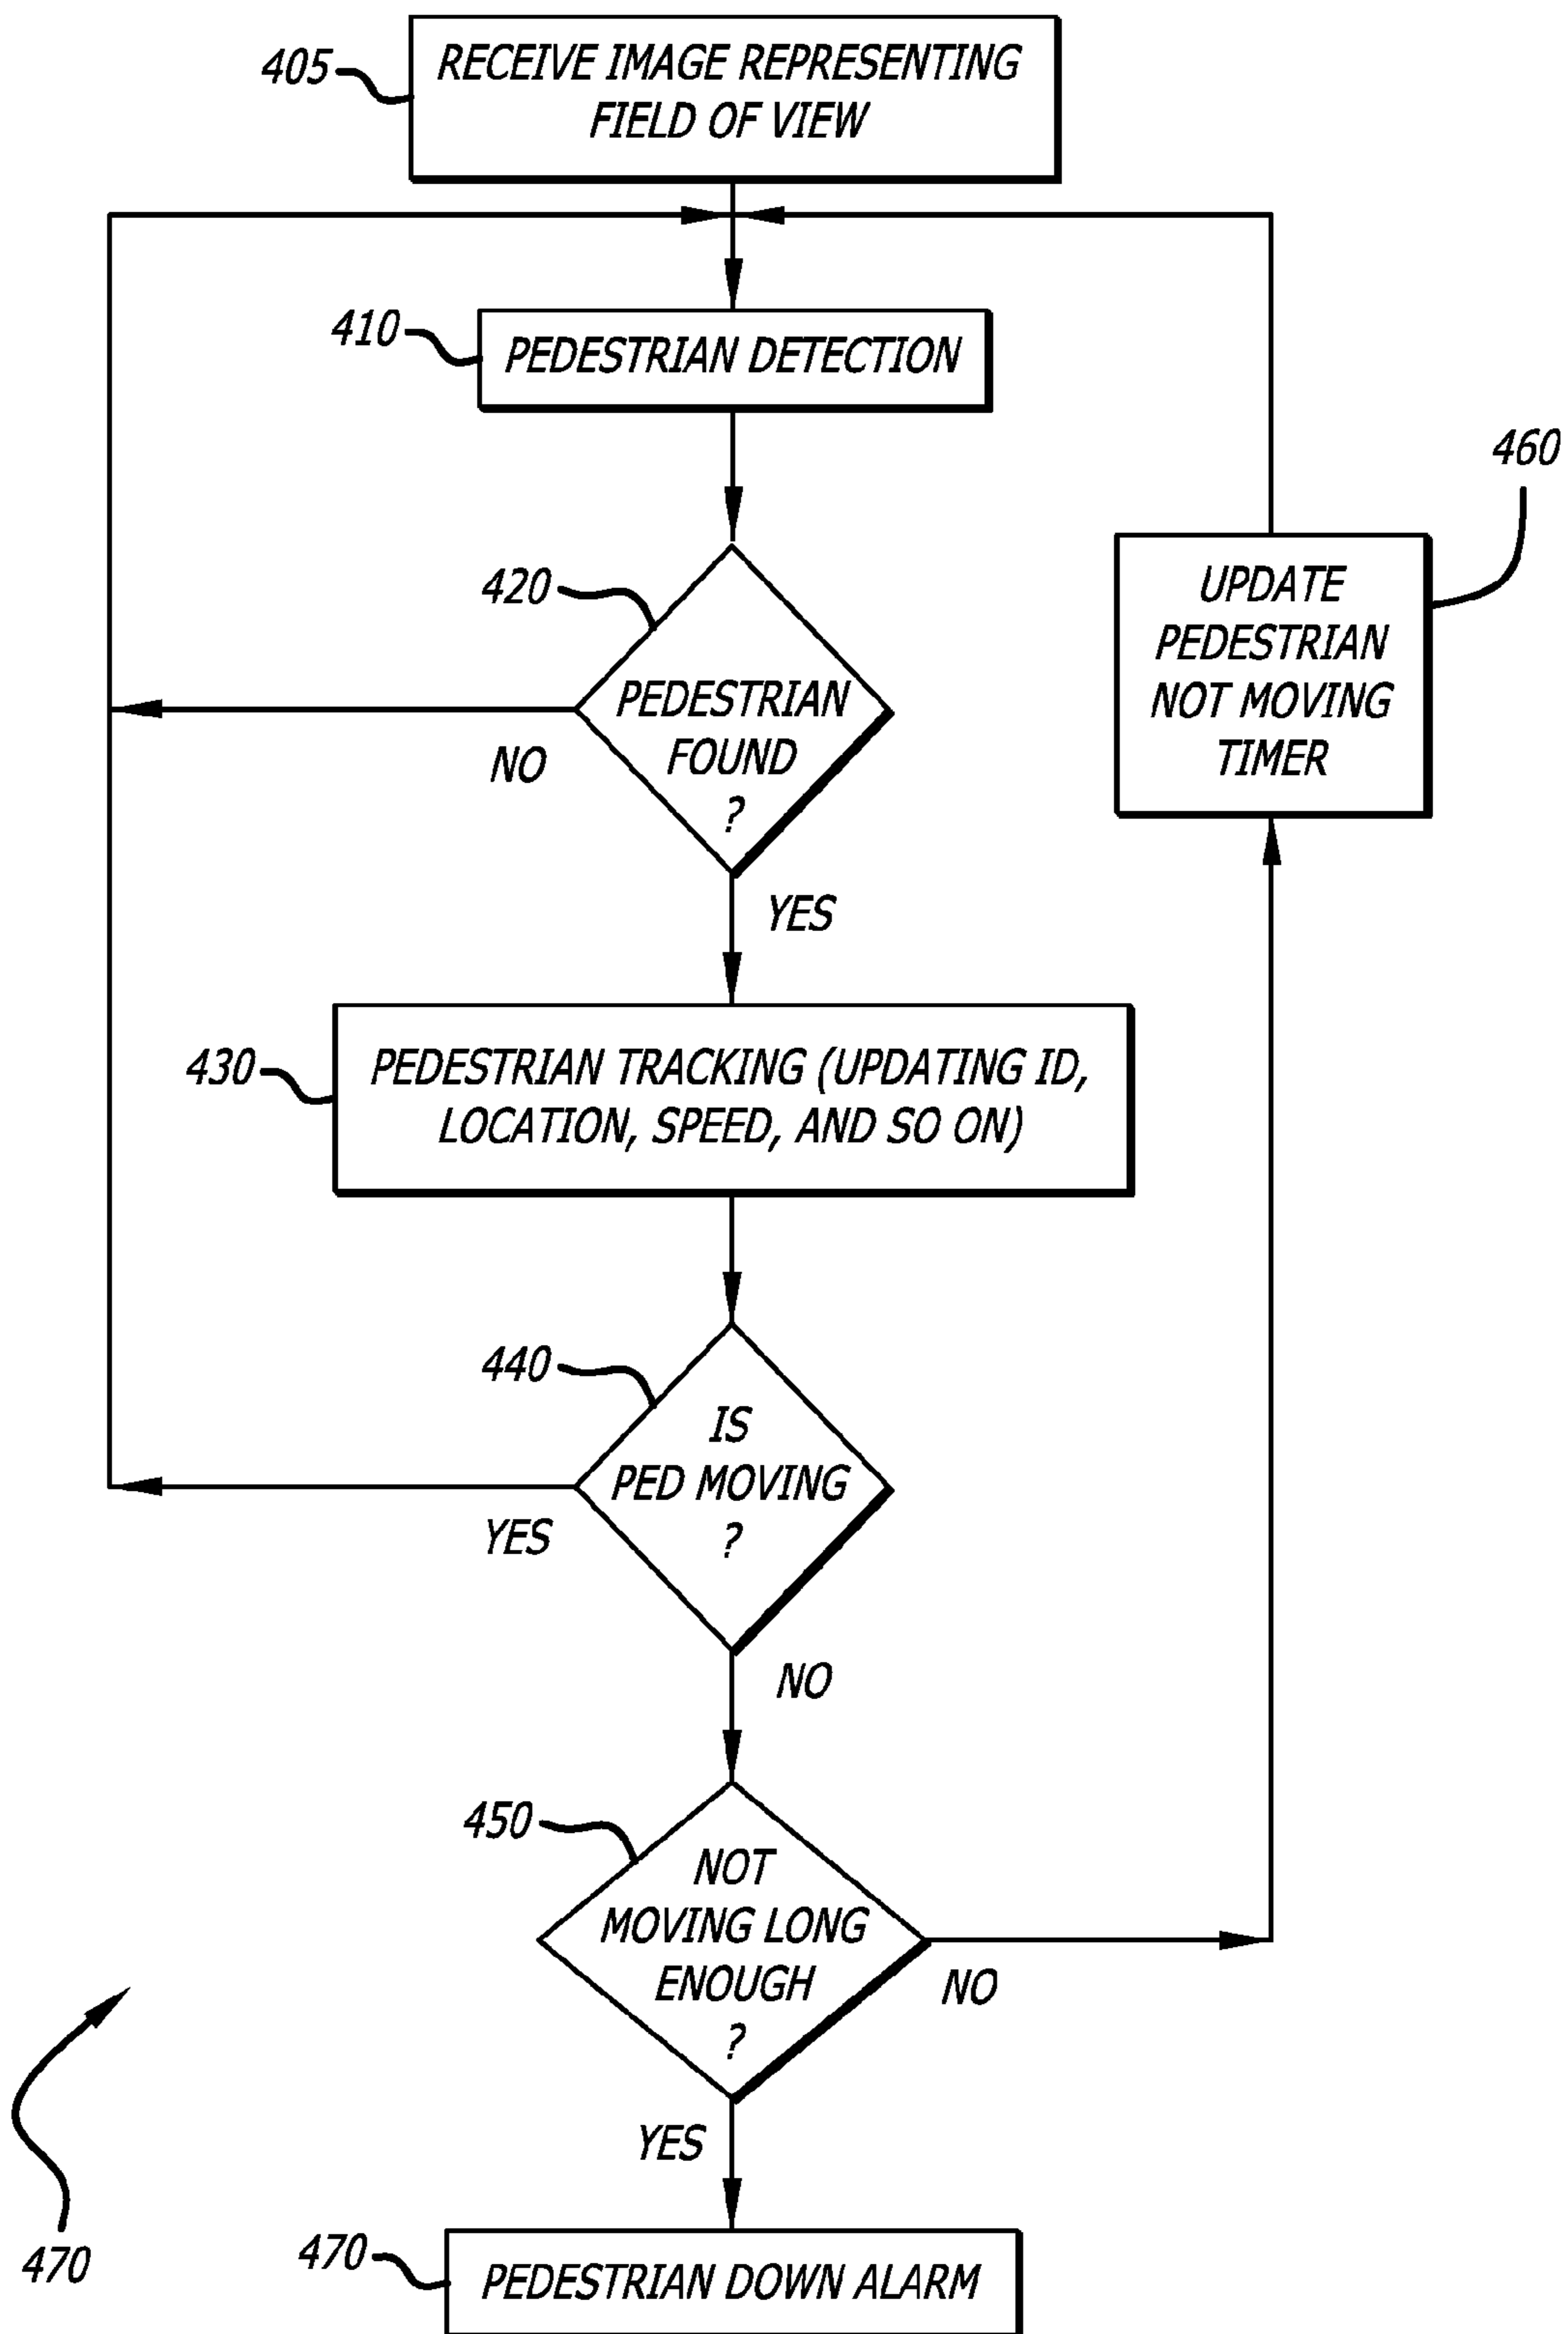 405
RECEIVE IMAGE REPRESENTING
FIELD OF VIEW
410
PEDESTRIAN DETECTION
460
UPDATE
PEDESTRIAN
NOT MOVING
TIMER
420
PEDESTRIAN
FOUND
?
NO
YES
430
PEDESTRIAN TRACKING (UPDATING ID,
LOCATION, SPEED, AND SO ON)
440
IS
PED MOVING
?
YES
NO
450
NOT
MOVING LONG
ENOUGH
?
NO
YES
470
470
PEDESTRIAN DOWN ALARM